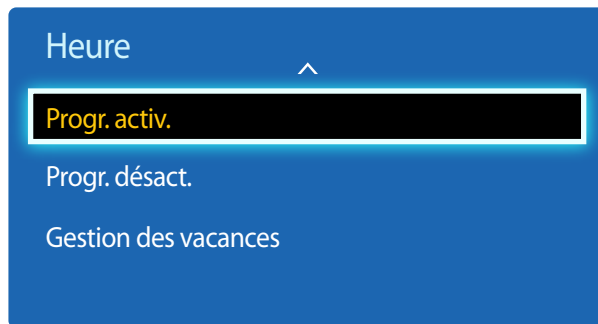 Heure
Progr. activ.
Progr. désact.
Gestion des vacances